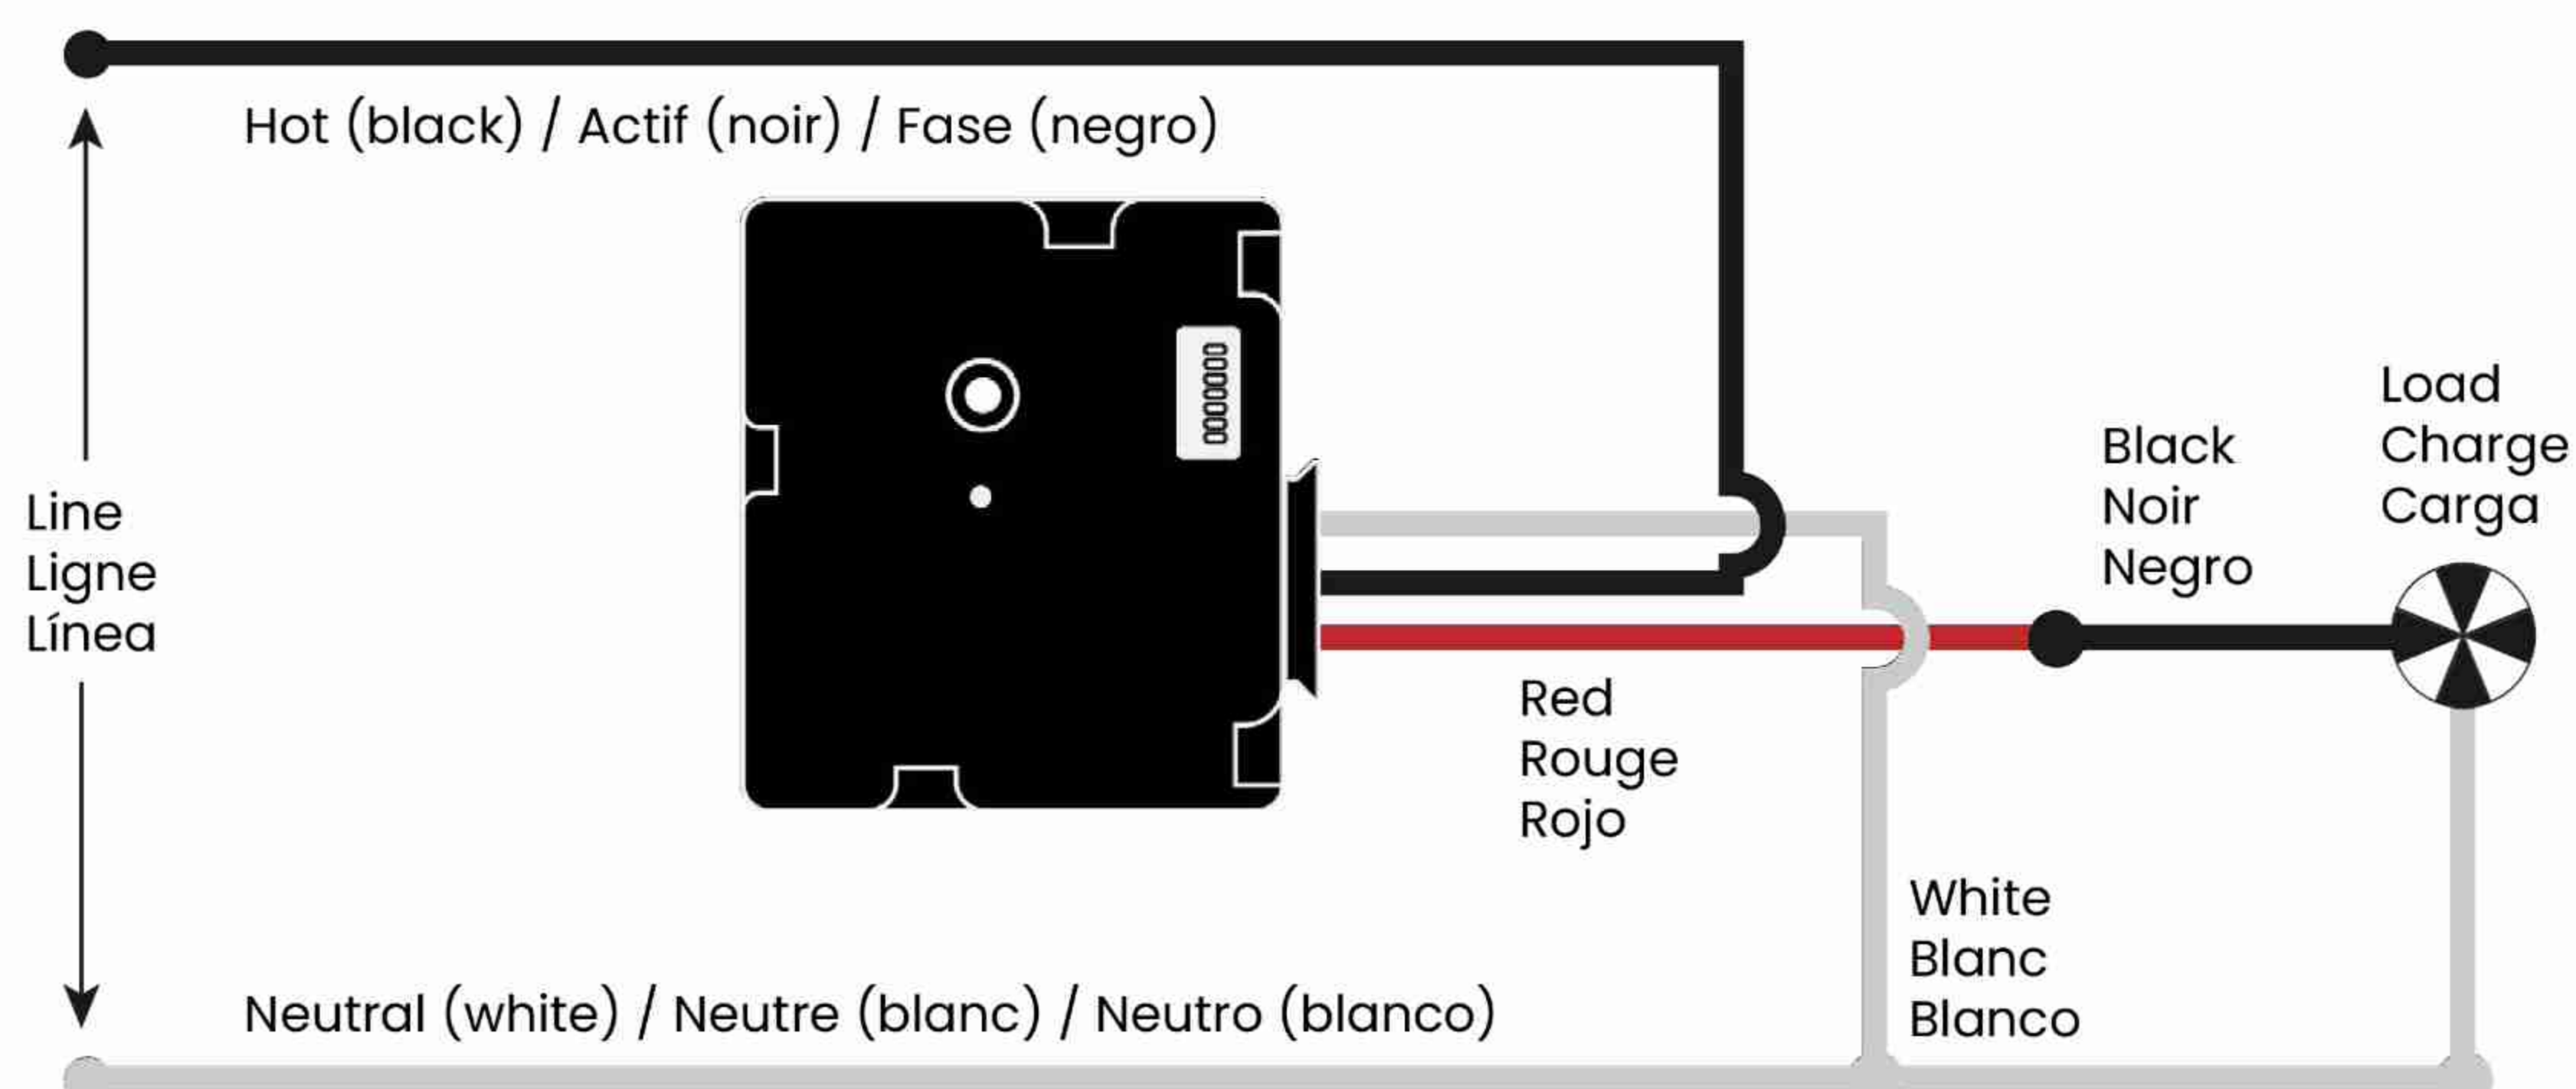 Hot (black) / Actif (noir) / Fase (negro)
0000000
Line
Ligne
Línea
Load
Charge
Carga
Black
Noir
Negro
Red
Rouge
Rojo
White
Blanc
Blanco
Neutral (white) / Neutre (blanc) / Neutro (blanco)